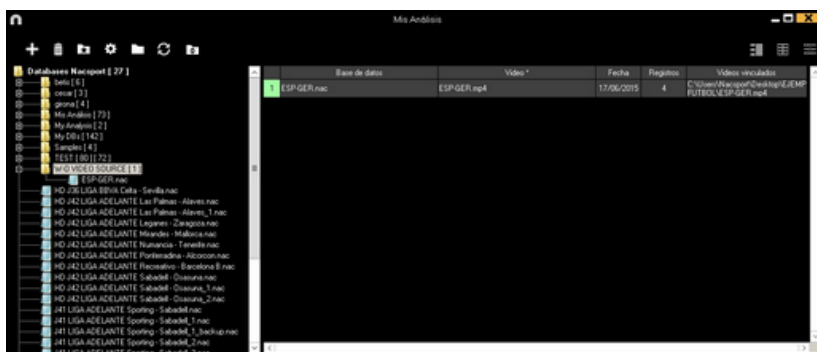 Mis Análisis
Databases Nacsport [ 27 ]
betis [ 6 ]
cesar [ 3 ]
girona [ 4 ]
Mis Análisis [ 73 ]
My Analysis [ 2 ]
My DBs [ 142 ]
Samples [ 4 ]
TEST [ 80 ] [ 72 ]
W/O VIDEO SOURCE [ 1 ]
ESP-GER.nac
HD J36 LIGA BBVA Celta - Sevilla.nac
HD J42 LIGA ADELANTE Las Palmas - Alaves.nac
HD J42 LIGA ADELANTE Las Palmas - Alaves_1.nac
HD J42 LIGA ADELANTE Leganes - Zaragoza.nac
HD J42 LIGA ADELANTE Mirandes - Mallorca.nac
HD J42 LIGA ADELANTE Numancia - Tenerife.nac
HD J42 LIGA ADELANTE Ponferradina - Alcorcon.nac
HD J42 LIGA ADELANTE Recreativo - Barcelona B.nac
HD J42 LIGA ADELANTE Sabadell - Osasuna.nac
HD J42 LIGA ADELANTE Sabadell - Osasuna_1.nac
HD J42 LIGA ADELANTE Sabadell - Osasuna_2.nac
J41 LIGA ADELANTE Sporting - Sabadell.nac
J41 LIGA ADELANTE Sporting - Sabadell_1.nac
J41 LIGA ADELANTE Sporting - Sabadell_1_backup.nac
J41 LIGA ADELANTE Sporting - Sabadell_2.nac
J41 LIGA ADELANTE Sporting - Sabadell_3.nac
Base de datos Video * Fecha Registros Videos vinculados
1 ESP-GER.nac ESP-GER.mp4 17/06/2015 4 C:\Users\Nacsport\Desktop\EJEMP
FUTBOL\ESP-GER.mp4